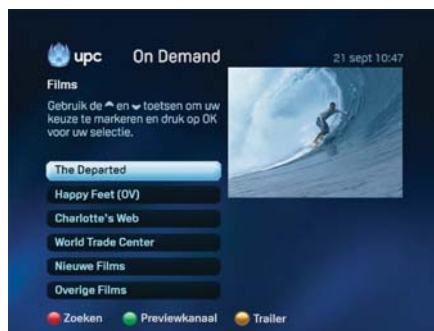 upc On Demand 21 sept 10:47
Films
Gebruik de en toetsen om uw
keuze te markeren en druk op OK
voor uw selectie.
The Departed
Happy Feet (OV)
Charlotte's Web
World Trade Center
Nieuwe Films
Overige Films
Zoeken Previewkanaal Trailer